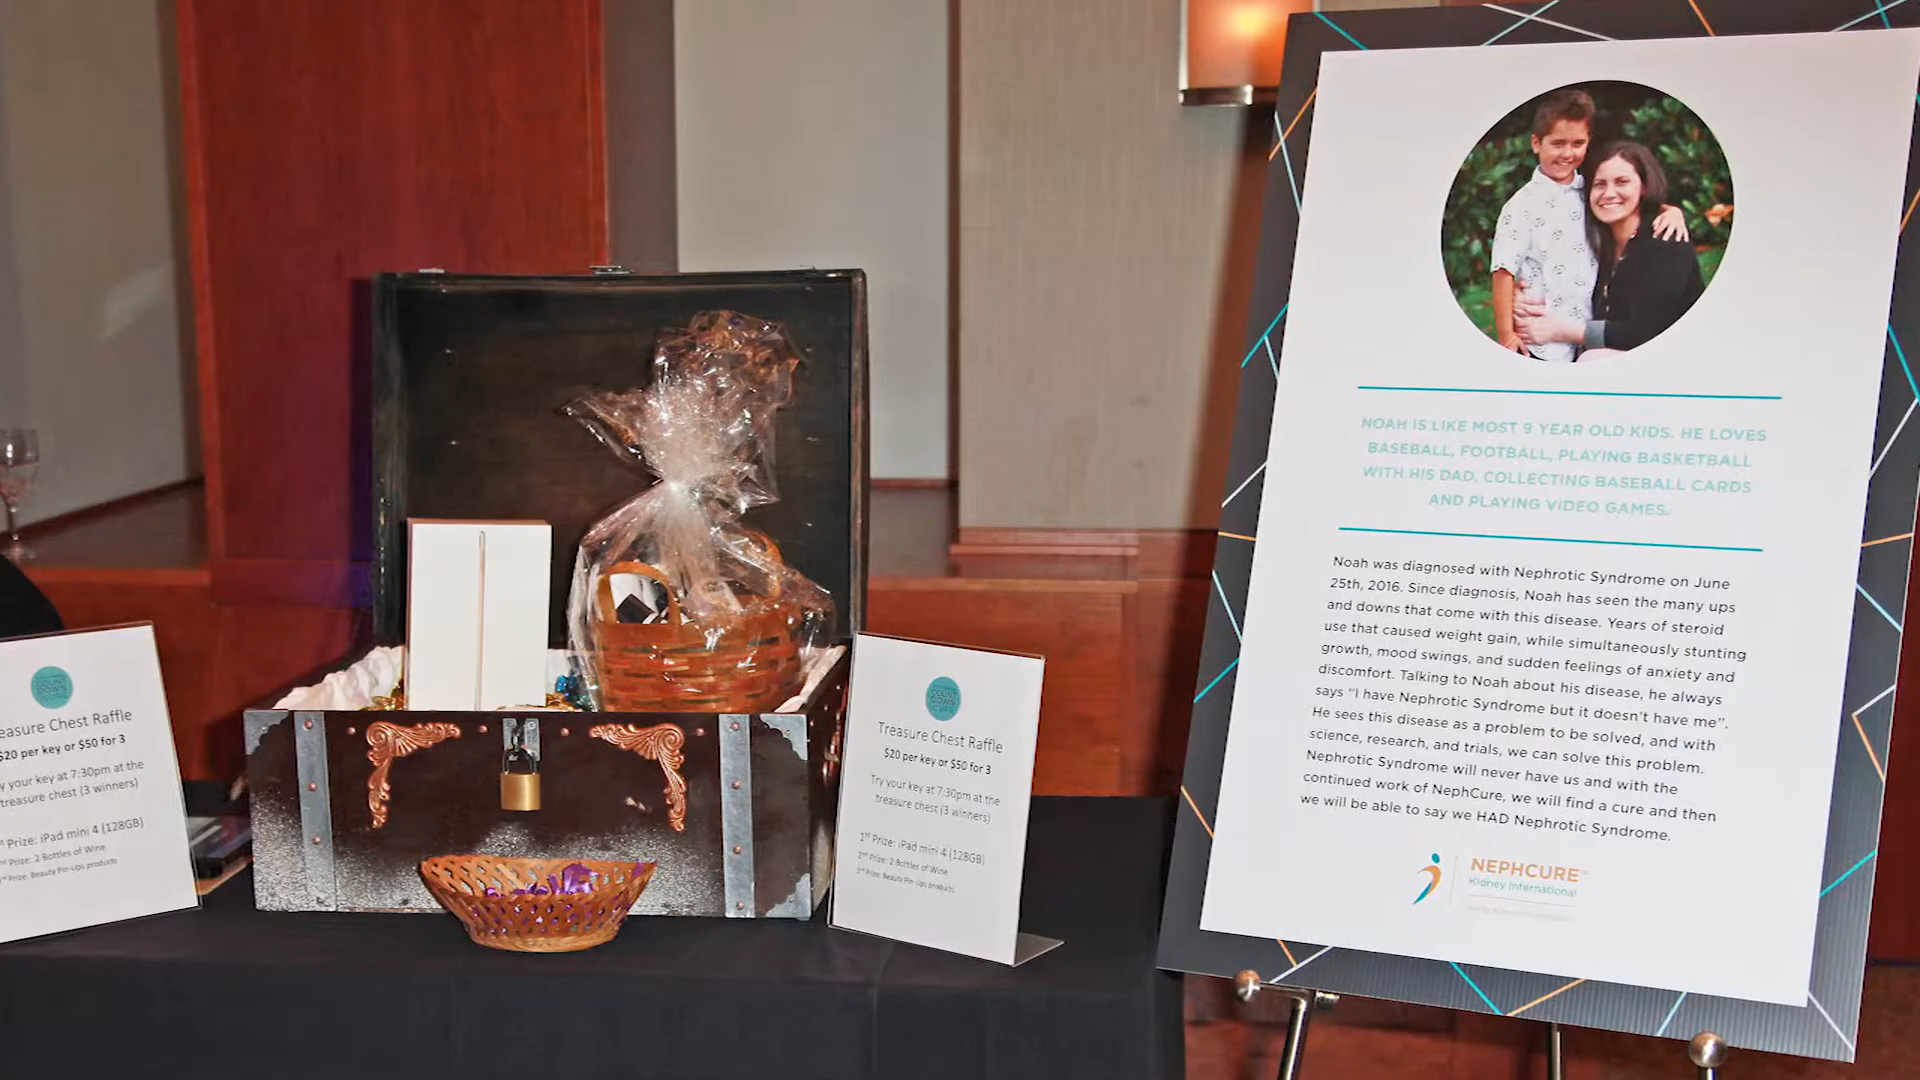 easure Chest Raffle
$20 per key or $50 for 3
y your key at 7:30pm at the
treasure chest (3 winners)
Prize: iPad mini 4 (128GB)
Prize: 2 Bottles of Wine
Prize: Beauty Pin-Ups products
COUNT
DOWN
CURE
Treasure Chest Raffle
$20 per key or $50 for 3
Try your key at 7:30pm at the
treasure chest (3 winners)
1st Prize: iPad mini 4 (128GB)
2nd Prize: 2 Bottles of Wine
3rd Prize: Beauty Pin-Ups products
NOAH IS LIKE MOST 9 YEAR OLD KIDS. HE LOVES
BASEBALL, FOOTBALL, PLAYING BASKETBALL
WITH HIS DAD, COLLECTING BASEBALL CARDS
AND PLAYING VIDEO GAMES.
Noah was diagnosed with Nephrotic Syndrome on June
25th, 2016. Since diagnosis, Noah has seen the many ups
and downs that come with this disease. Years of steroid
use that caused weight gain, while simultaneously stunting
growth, mood swings, and sudden feelings of anxiety and
discomfort. Talking to Noah about his disease, he always
says "I have Nephrotic Syndrome but it doesn't have me".
He sees this disease as a problem to be solved, and with
science, research, and trials, we can solve this problem.
Nephrotic Syndrome will never have us and with the
continued work of NephCure, we will find a cure and then
we will be able to say we HAD Nephrotic Syndrome.
NEPHCURE
Kidney International